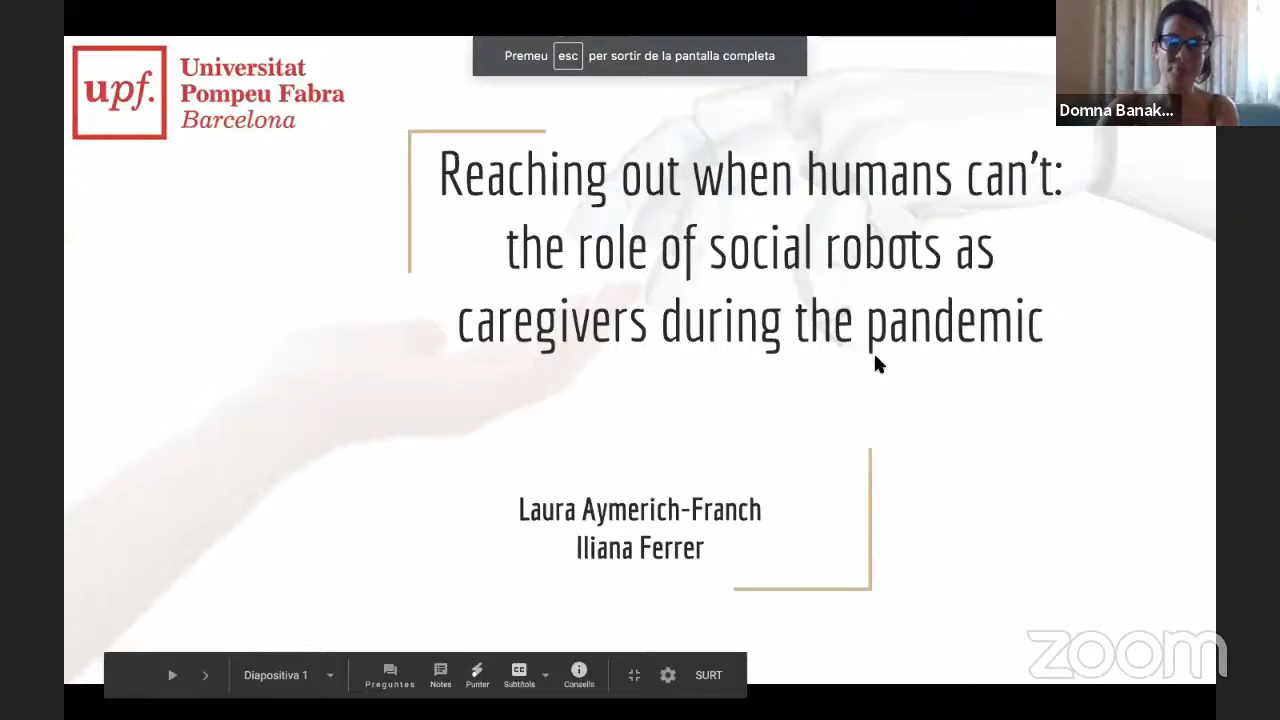 upf.
Universitat
Pompeu Fabra
Barcelona
Premeu esc per sortir de la pantalla completa
Domna Banak...
Reaching out when humans can't:
the role of social robots as
caregivers during the pandemic
Laura Aymerich-Franch
Iliana Ferrer
zoom
Diapositiva 1
Preguntes
Notes
Punter
CC
Subtítols
Consells
SURT